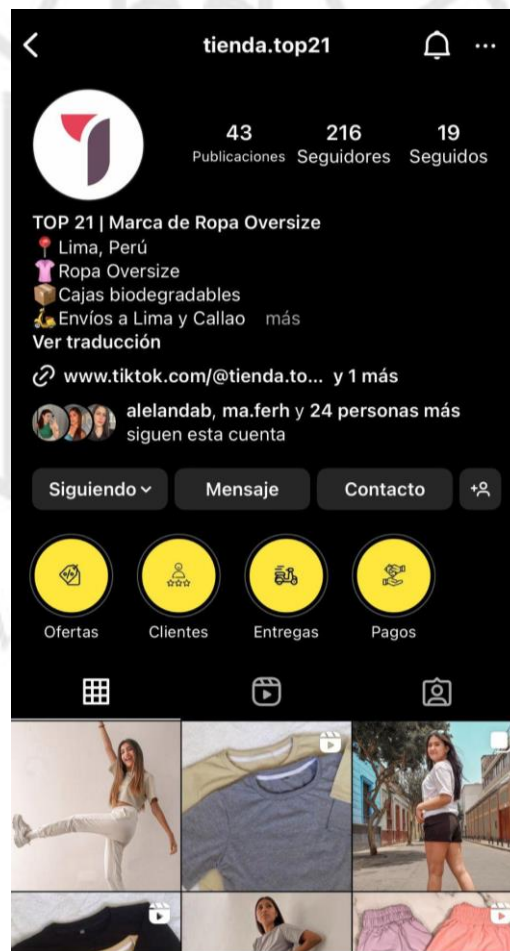 tienda.top21
43 216 19
Publicaciones Seguidores Seguidos
TOP 21 | Marca de Ropa Oversize
Lima, Perú
Ropa Oversize
Cajas biodegradables
Envíos a Lima y Callao más
Ver traducción
www.tiktok.com/@tienda.to... y 1 más
alelandab, ma.ferh y 24 personas más
siguen esta cuenta
Siguiendo Mensaje Contacto
Ofertas Clientes Entregas Pagos